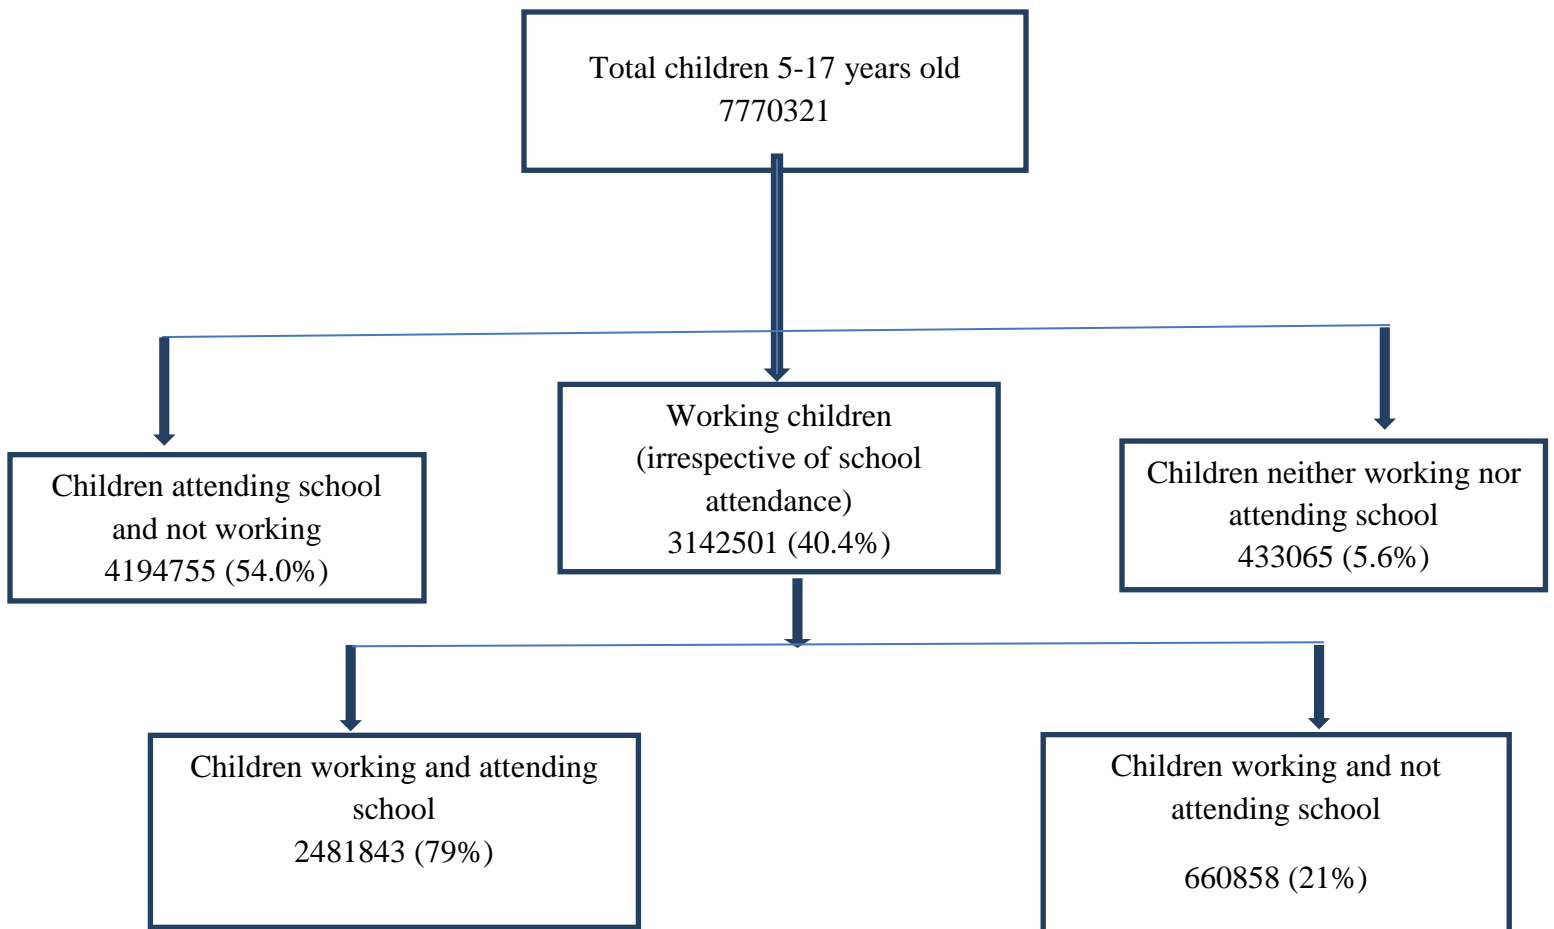 Total children 5-17 years old
7770321
Children attending school
and not working
4194755 (54.0%)
Working children
(irrespective of school
attendance)
3142501 (40.4%)
Children neither working nor
attending school
433065 (5.6%)
Children working and attending
school
2481843 (79%)
Children working and not
attending school
660858 (21%)